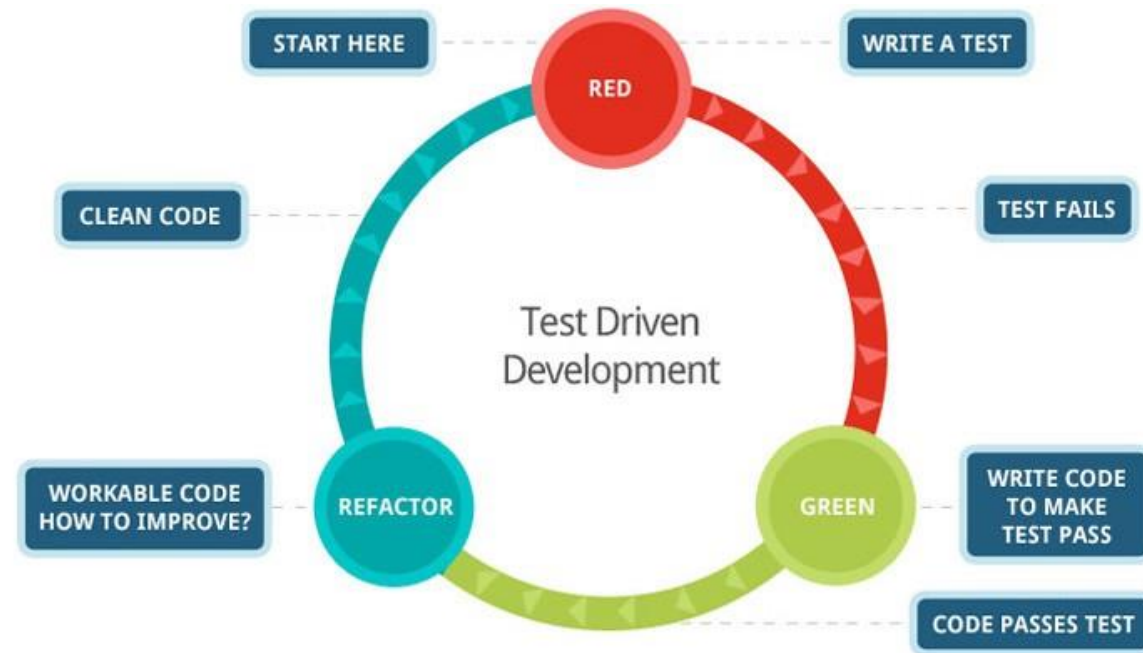 START HERE
RED
WRITE A TEST
CLEAN CODE
TEST FAILS
Test Driven
Development
WORKABLE CODE
HOW TO IMPROVE?
REFACTOR
GREEN
WRITE CODE
TO MAKE
TEST PASS
CODE PASSES TEST